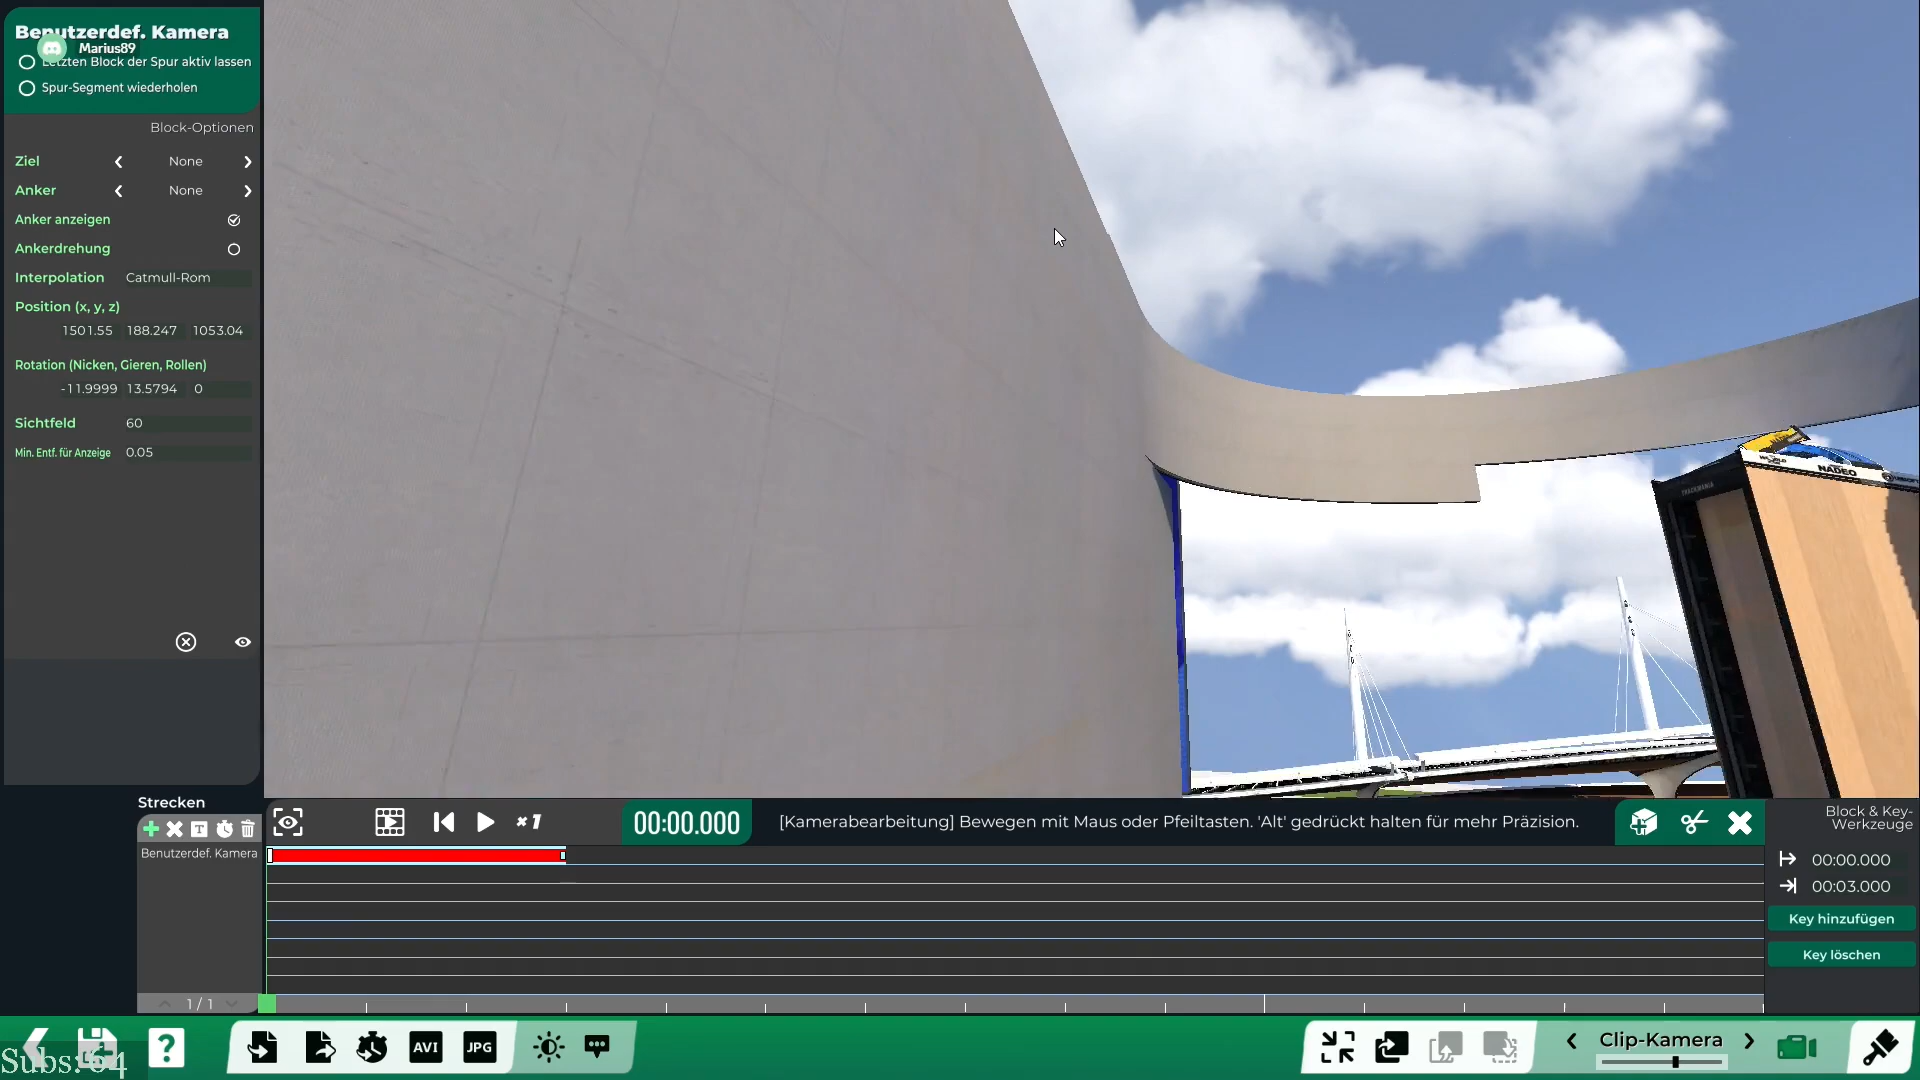 Benutzerdef. Kamera
Marius89
Letzten Block der Spur aktiv lassen
Spur-Segment wiederholen
Block-Optionen
Ziel None
Anker None
Anker anzeigen
Ankerdrehung
Interpolation Catmull-Rom
Position (x, y, z)
1501.55 188.247 1053.04
Rotation (Nicken, Gieren, Rollen)
-11.9999 13.5794 0
Sichtfeld 60
Min. Entf. für Anzeige 0.05
NADEO
TRACKMANIA
Strecken
Benutzerdef. Kamera
1 / 1
×1
00:00.000
[Kamerabearbeitung] Bewegen mit Maus oder Pfeiltasten. 'Alt' gedrückt halten für mehr Präzision.
Block & Key-
Werkzeuge
00:00.000
00:03.000
Key hinzufügen
Key löschen
Subs: 64
?
AVI
JPG
Clip-Kamera